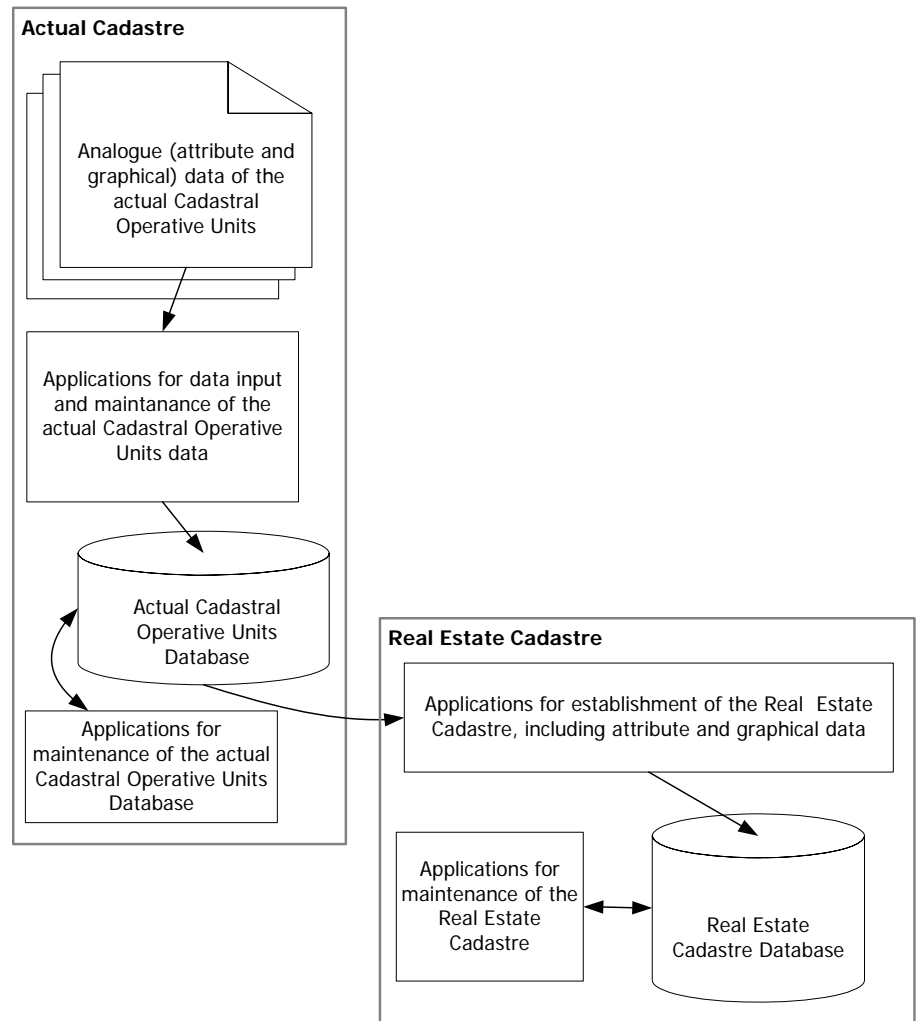 Actual Cadastre
Analogue (attribute and
graphical) data of the
actual Cadastral
Operative Units
Applications for data input
and maintanance of the
actual Cadastral Operative
Units data
Actual Cadastral
Operative Units
Database
Applications for
maintenance of the actual
Cadastral Operative Units
Database
Real Estate Cadastre
Applications for establishment of the Real Estate
Cadastre, including attribute and graphical data
Applications for
maintenance of the
Real Estate
Cadastre
Real Estate
Cadastre Database